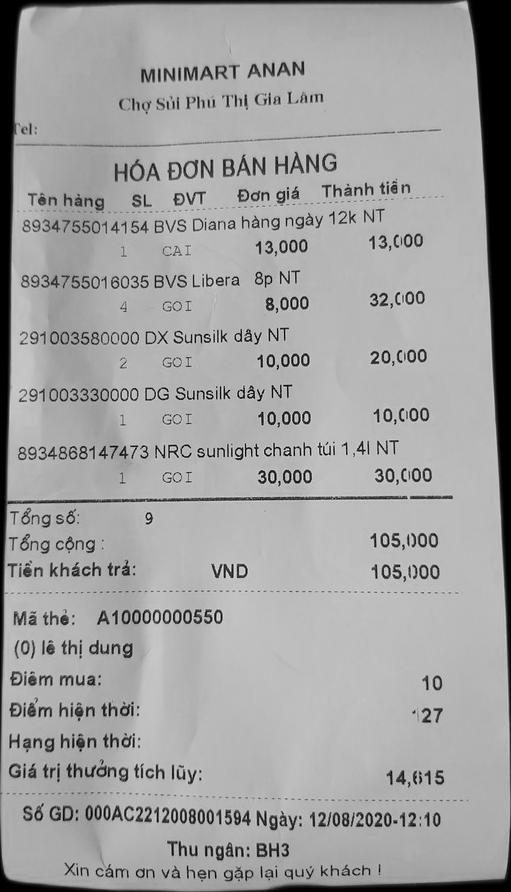 MINIMART ANAN
Chợ Sủi Phú Thị Gia Lâm
Tel:
HÓA ĐƠN BÁN HÀNG
Tên hàng SL ĐVT Đơn giá Thành tiền
8934755014154 BVS Diana hàng ngày 12k NT
1 CAI 13,000 13,000
8934755016035 BVS Libera 8p NT
4 GOI 8,000 32,000
291003580000 DX Sunsilk dây NT
2 GOI 10,000 20,000
291003330000 DG Sunsilk dây NT
1 GOI 10,000 10,000
8934868147473 NRC sunlight chanh túi 1,4l NT
1 GOI 30,000 30,000
Tổng số: 9
Tổng cộng : 105,000
Tiền khách trả: VND 105,000
Mã thẻ: A10000000550
(0) lê thị dung
Điểm mua: 10
Điểm hiện thời: 127
Hạng hiện thời:
Giá trị thưởng tích lũy: 14,615
Số GD: 000AC2212008001594 Ngày: 12/08/2020-12:10
Thu ngân: BH3
Xin cám ơn và hẹn gặp lại quý khách !